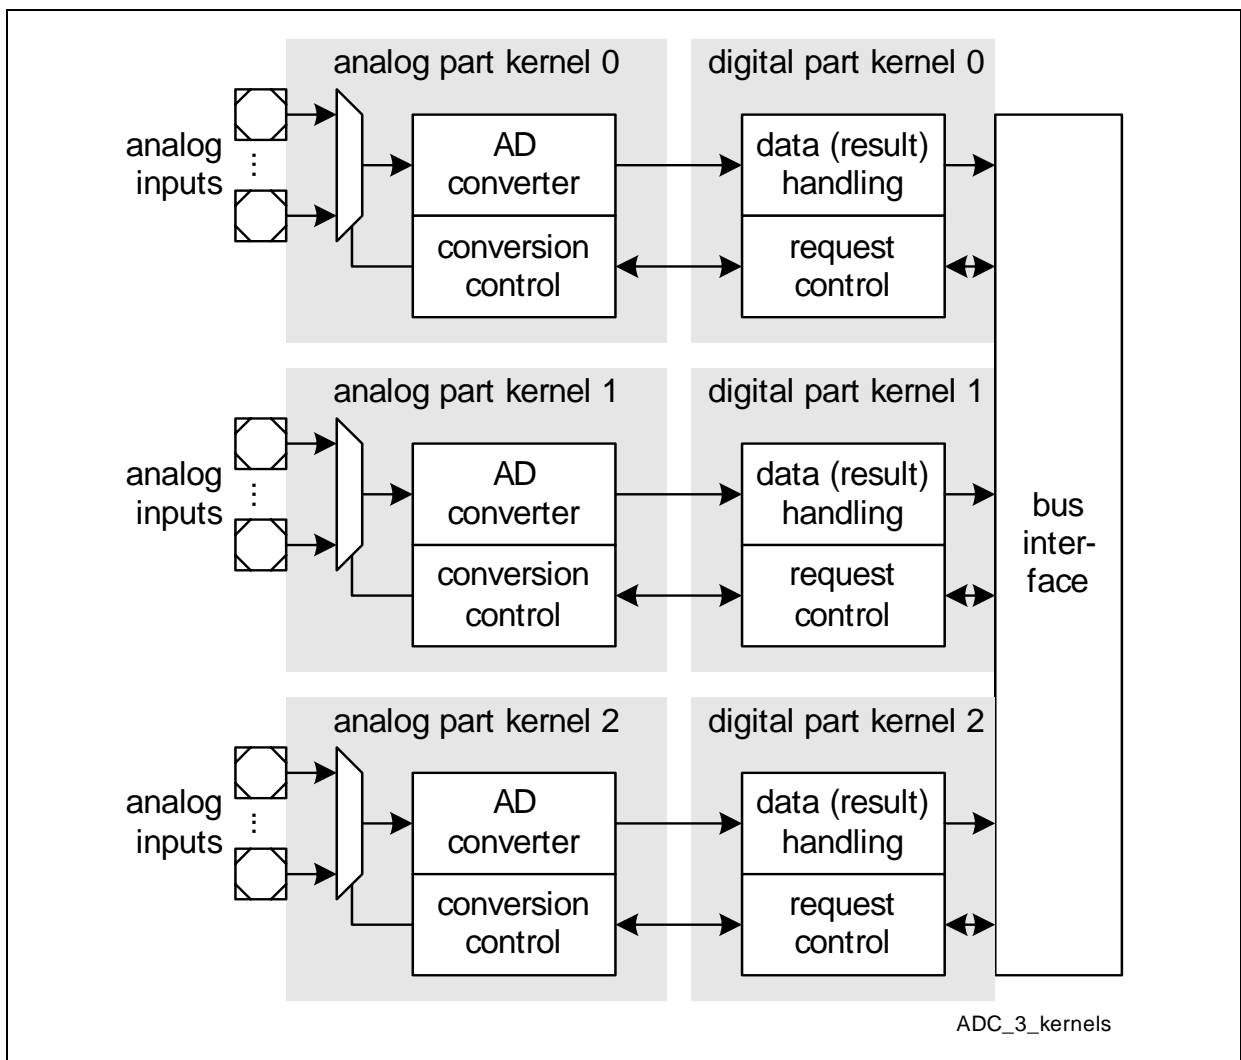 analog part kernel 0
digital part kernel 0
analog
inputs
AD
converter
conversion
control
data (result)
handling
request
control
analog part kernel 1
digital part kernel 1
analog
inputs
AD
converter
conversion
control
data (result)
handling
request
control
bus
inter-
face
analog part kernel 2
digital part kernel 2
analog
inputs
AD
converter
conversion
control
data (result)
handling
request
control
ADC_3_kernels